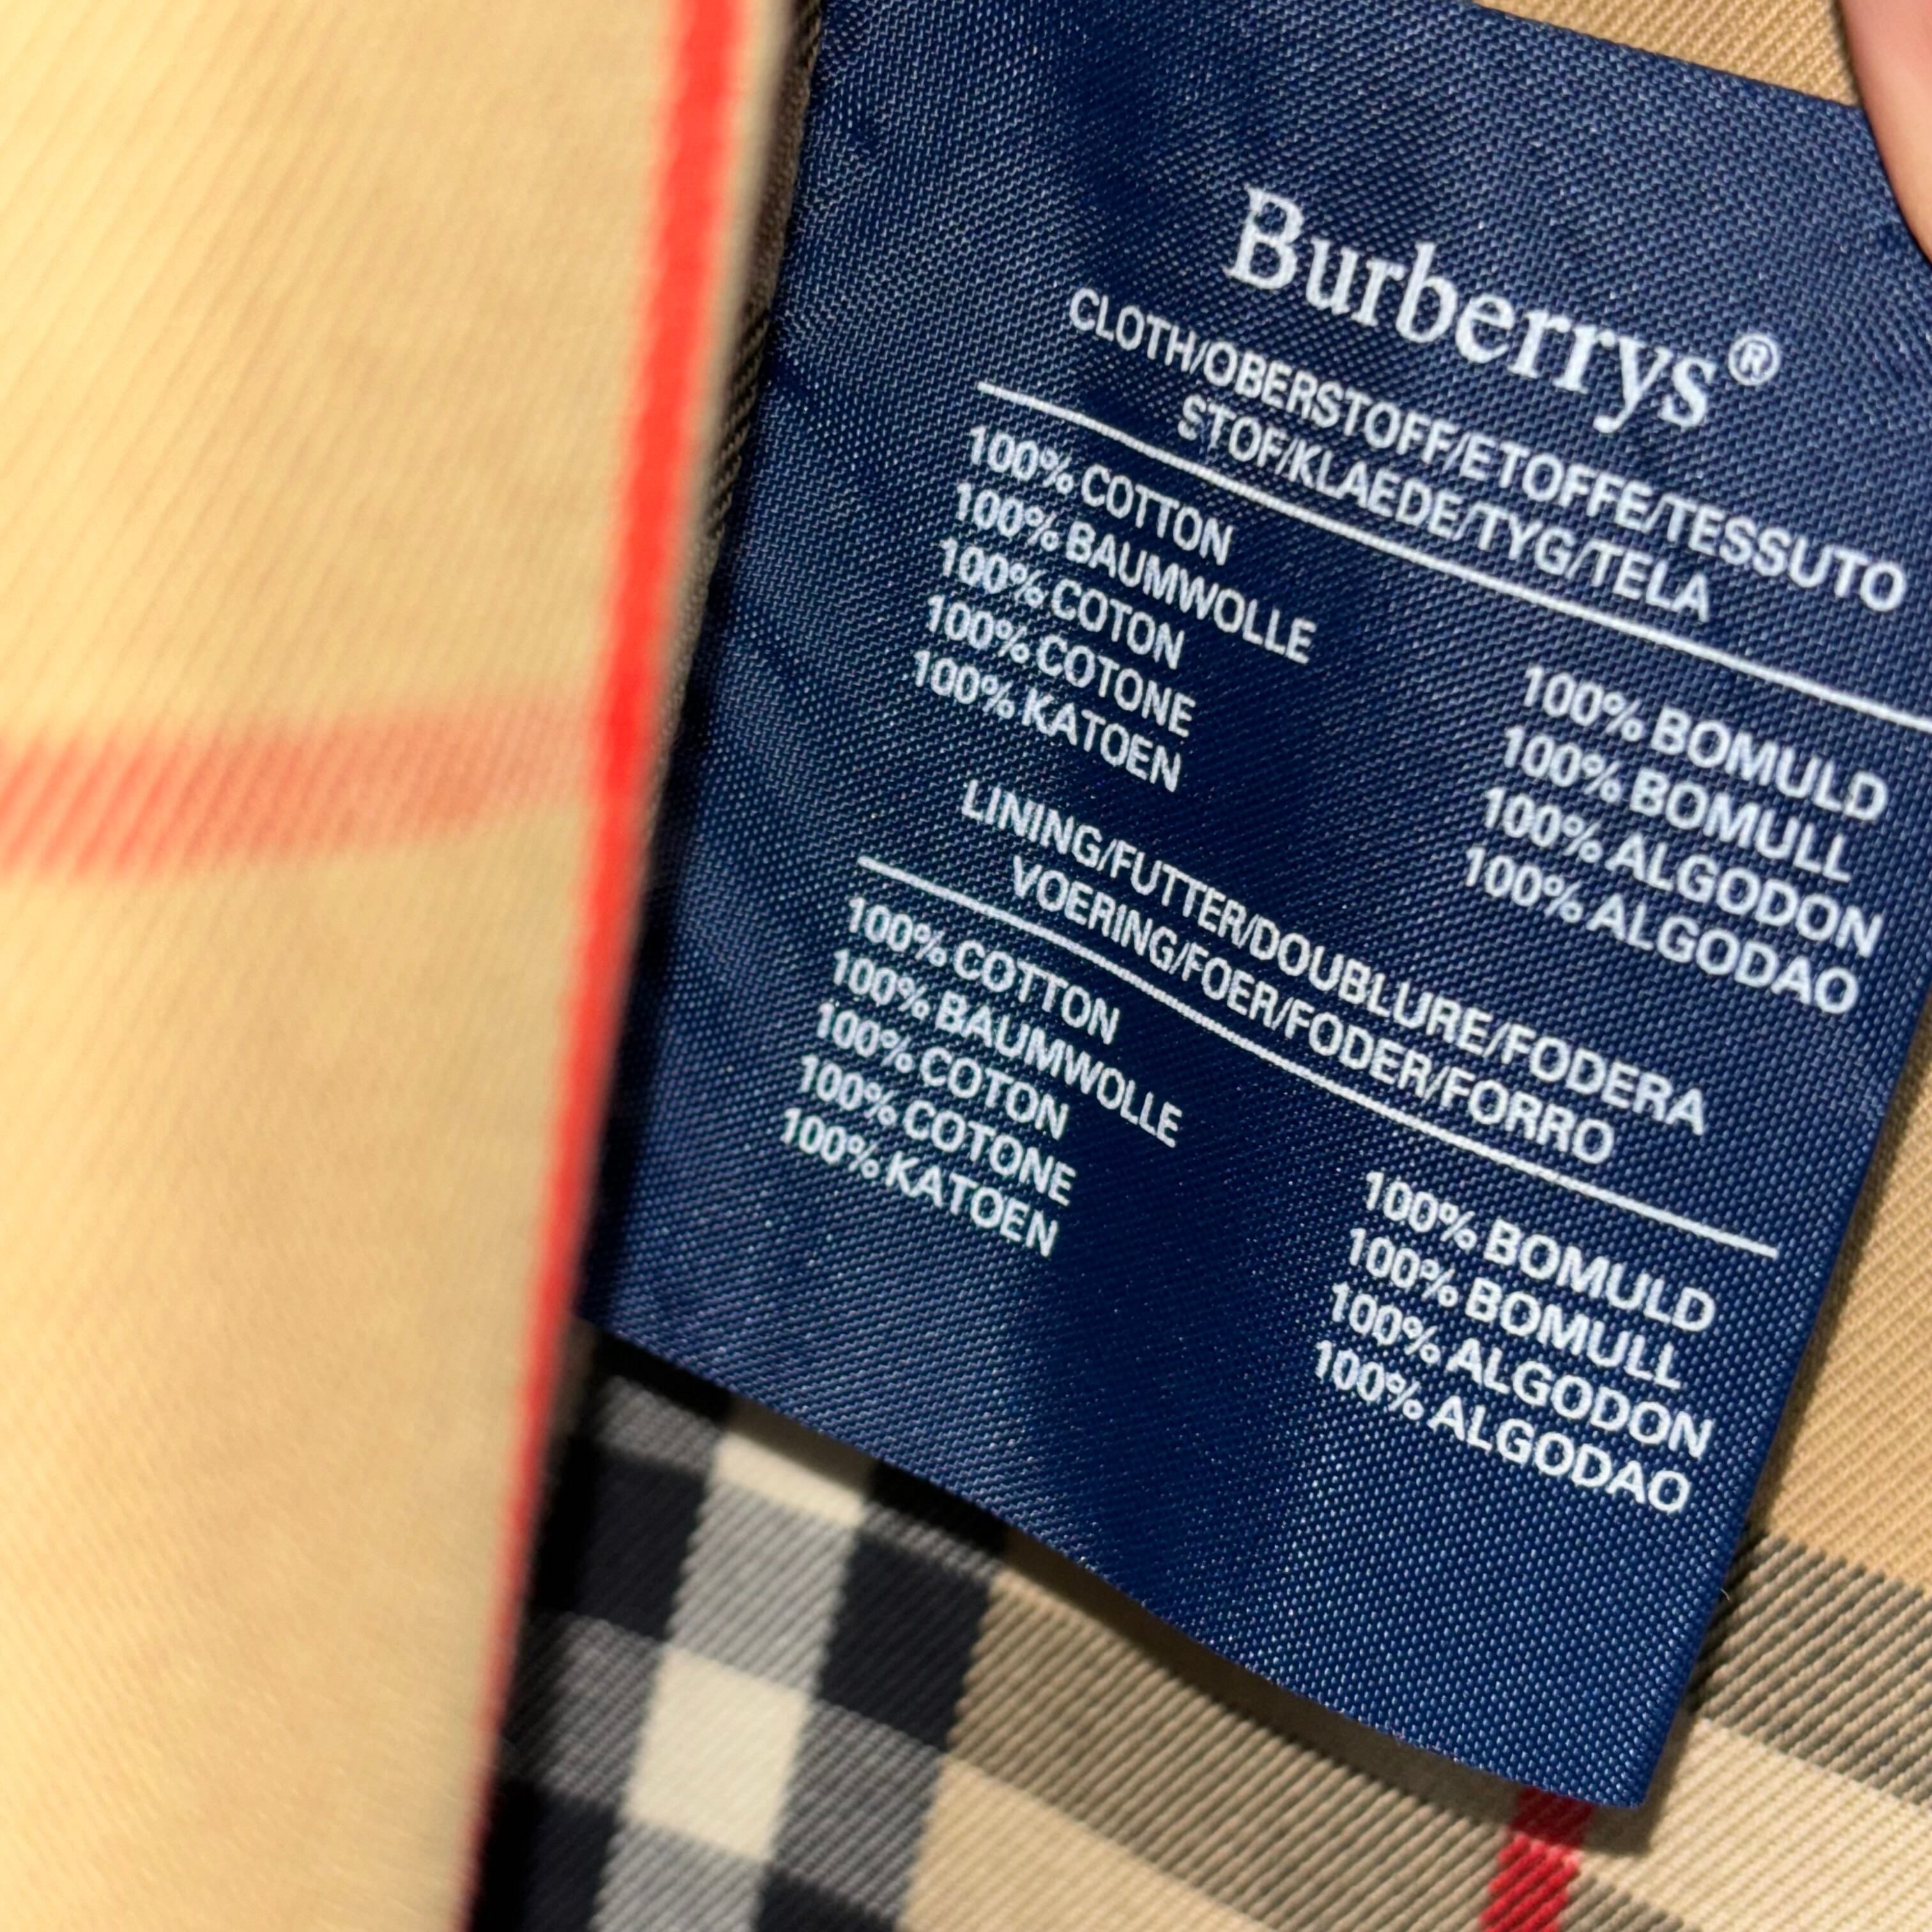 Burberrys®
CLOTH/OBERSTOFF/ETOFFE/TESSUTO
STOF/KLAEDE/TYG/TELA
100% COTTON
100% BAUMWOLLE
100% COTON
100% COTONE
100% KATOEN
100% BOMULD
100% BOMULL
100% ALGODON
100% ALGODAO
LINING/FUTTER/DOUBLURE/FODERA
VOERING/FOER/FODER/FORRO
100% COTTON
100% BAUMWOLLE
100% COTON
100% COTONE
100% KATOEN
100% BOMULD
100% BOMULL
100% ALGODON
100% ALGODAO